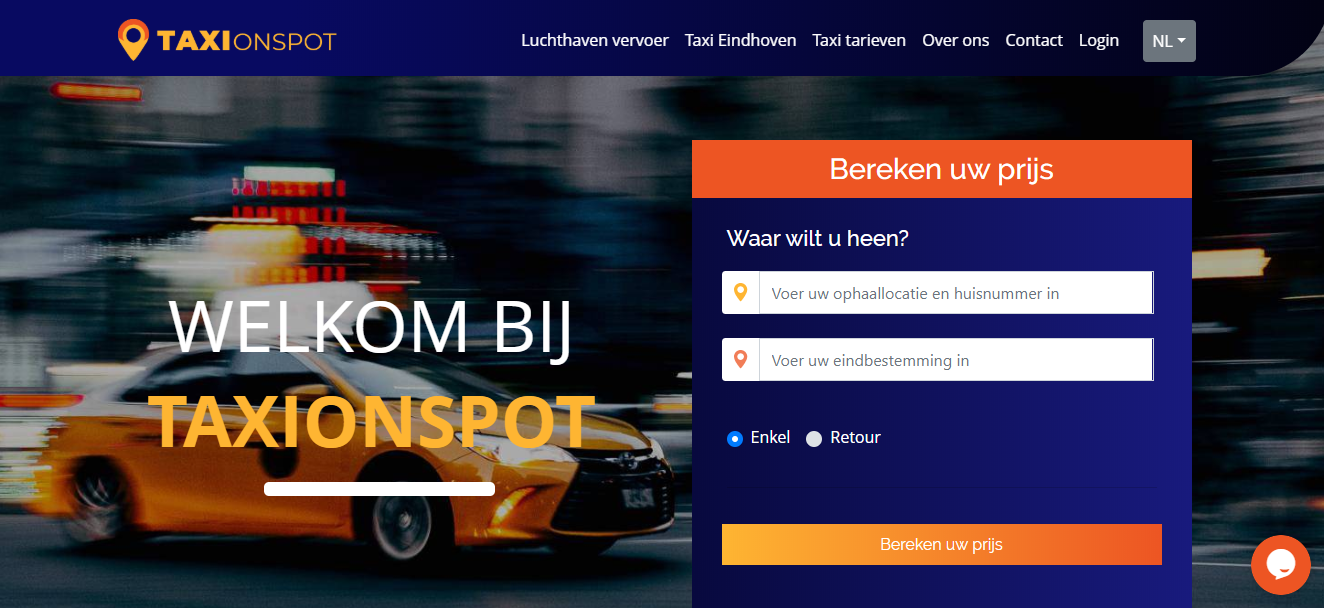 TAXIONSPOT
Luchthaven vervoer Taxi Eindhoven Taxi tarieven Over ons Contact Login NL
WELKOM BIJ
TAXIONSPOT
Bereken uw prijs
Waar wilt u heen?
Voer uw ophaallocatie en huisnummer in
Voer uw eindbestemming in
Enkel Retour
Bereken uw prijs